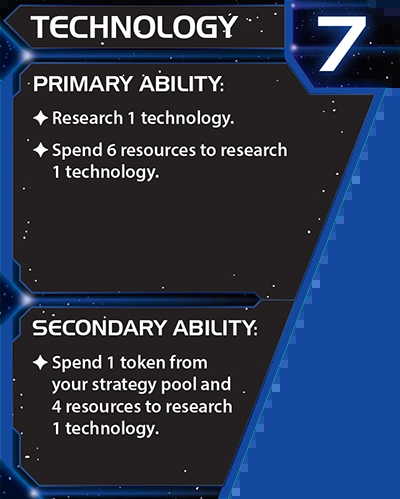 TECHNOLOGY
7
PRIMARY ABILITY:
Research 1 technology.
Spend 6 resources to research
1 technology.
SECONDARY ABILITY:
Spend 1 token from
your strategy pool and
4 resources to research
1 technology.